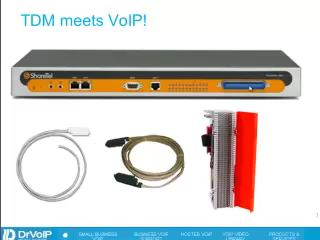 TDM meets VoIP!
ShoreTel
DrVoIP
SMALL BUSINESS VOIP
BUSINESS VOIP SUPPORT
HOSTED VOIP
VOIP VIDEO LIBRARY
PRODUCTS & SERVICES